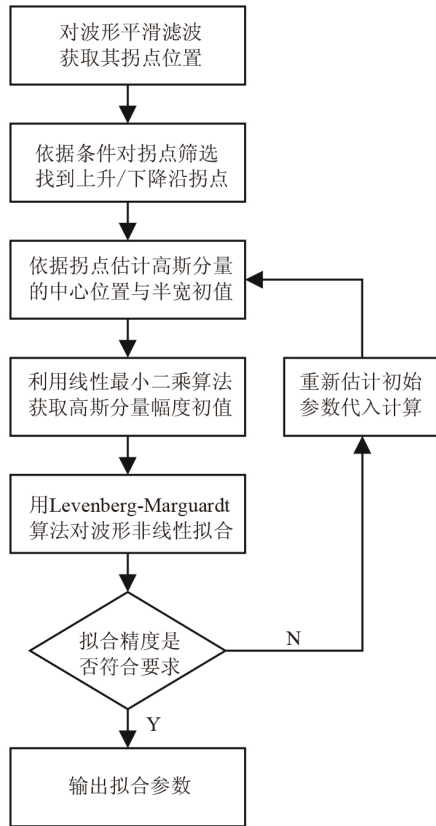 对波形平滑滤波
获取其拐点位置
依据条件对拐点筛选
找到上升/下降沿拐点
依据拐点估计高斯分量
的中心位置与半宽初值
利用线性最小二乘算法
获取高斯分量幅度初值
重新估计初始
参数代入计算
用Levenberg-Marguardt
算法对波形非线性拟合
拟合精度是
否符合要求
N
Y
输出拟合参数